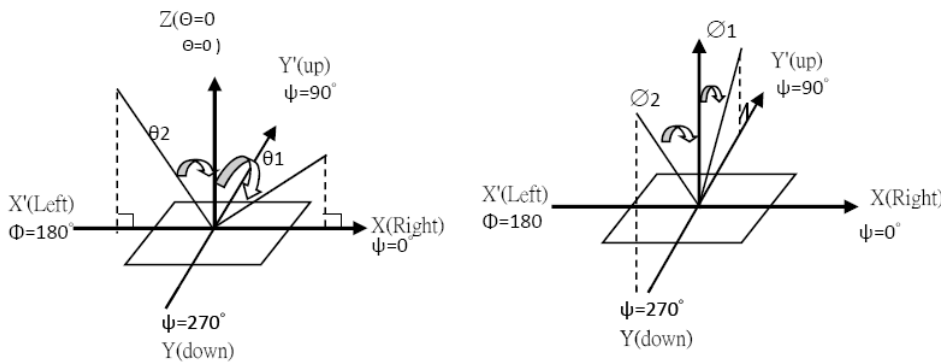 Z(Θ=0
Θ=0 )
Y'(up)
ψ=90°
θ2
θ1
X'(Left)
Φ=180°
X(Right)
ψ=0°
ψ=270°
Y(down)
∅1
Y'(up)
ψ=90°
∅2
X'(Left)
Φ=180
X(Right)
ψ=0°
ψ=270°
Y(down)